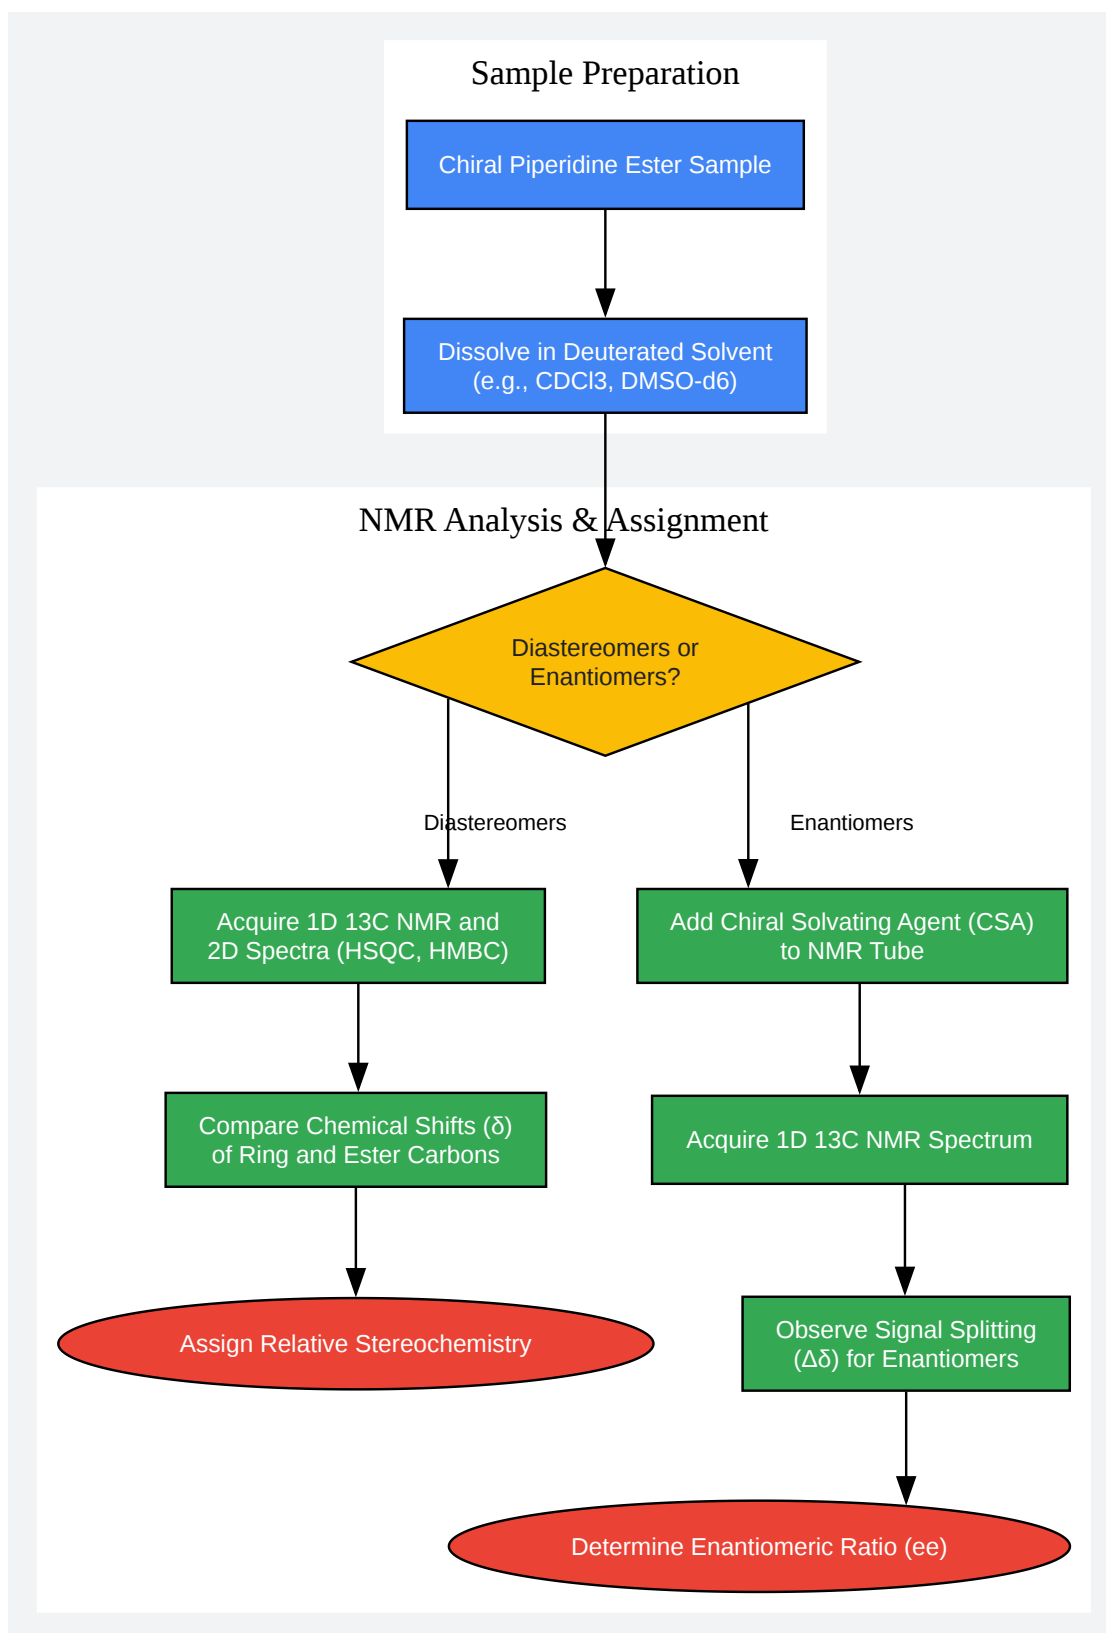 Sample Preparation
Chiral Piperidine Ester Sample
Dissolve in Deuterated Solvent
(e.g., CDCl3, DMSO-d6)
NMR Analysis & Assignment
Diastereomers or
Enantiomers?
Diastereomers
Enantiomers
Acquire 1D 13C NMR and
2D Spectra (HSQC, HMBC)
Add Chiral Solvating Agent (CSA)
to NMR Tube
Compare Chemical Shifts (δ)
of Ring and Ester Carbons
Acquire 1D 13C NMR Spectrum
Assign Relative Stereochemistry
Observe Signal Splitting
(Δδ) for Enantiomers
Determine Enantiomeric Ratio (ee)